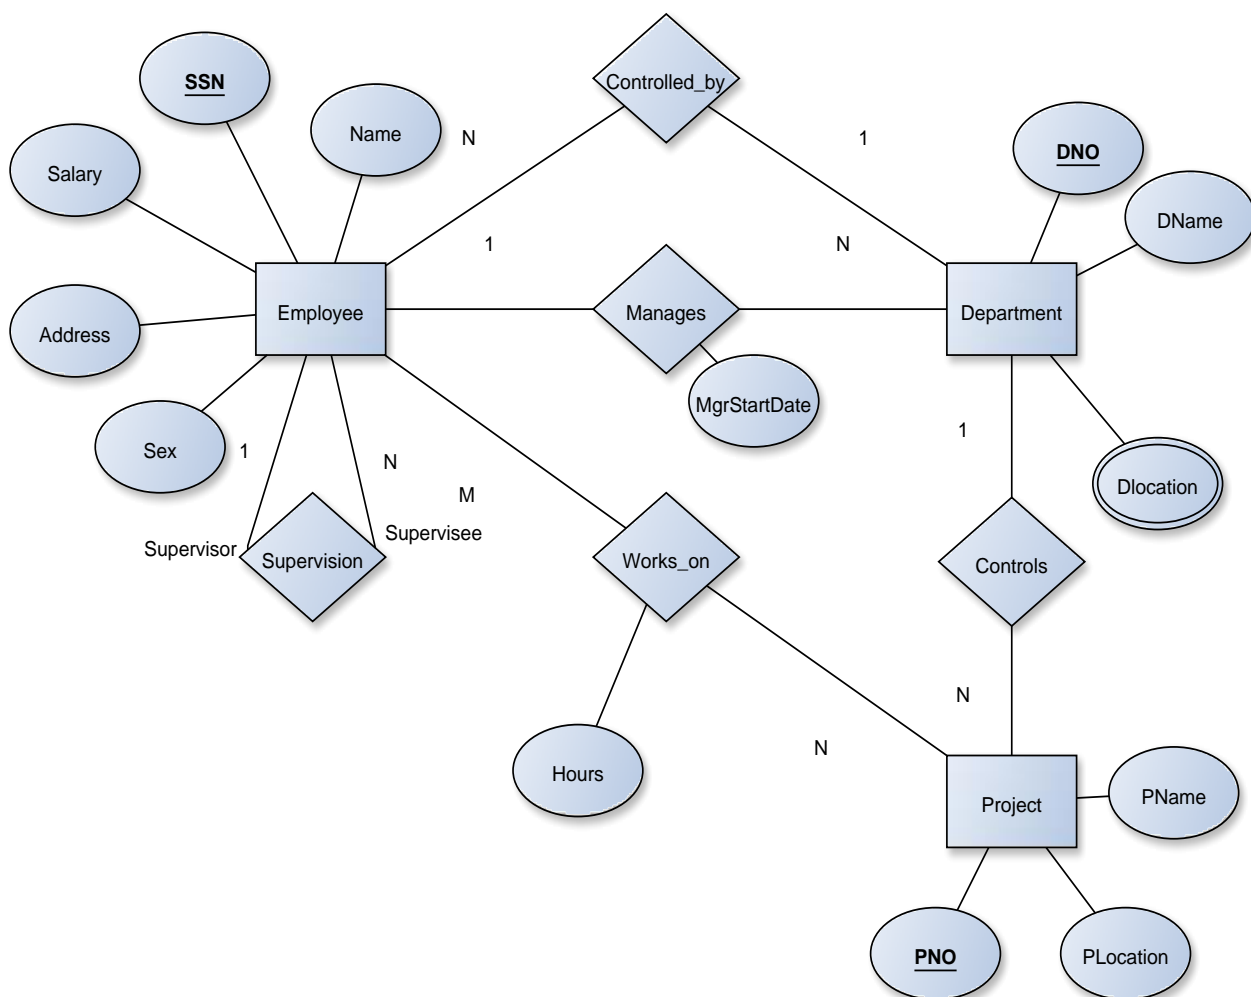 SSN
Controlled_by
Name
N
1
DNO
Salary
DName
1
N
Employee
Manages
Department
Address
MgrStartDate
Sex
1
N
M
1
Dlocation
Supervisor
Supervision
Supervisee
Works_on
Controls
N
N
Hours
Project
PName
PNO
PLocation